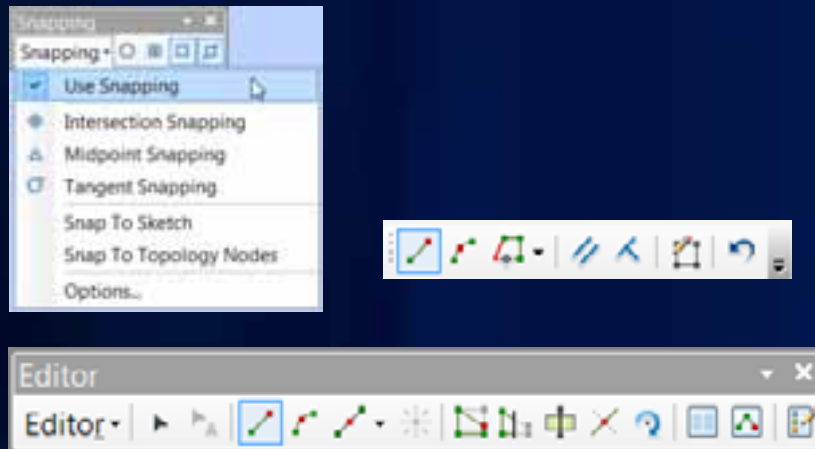 Snapping
Snapping
Use Snapping
Intersection Snapping
Midpoint Snapping
Tangent Snapping
Snap To Sketch
Snap To Topology Nodes
Options...
Editor
Editor